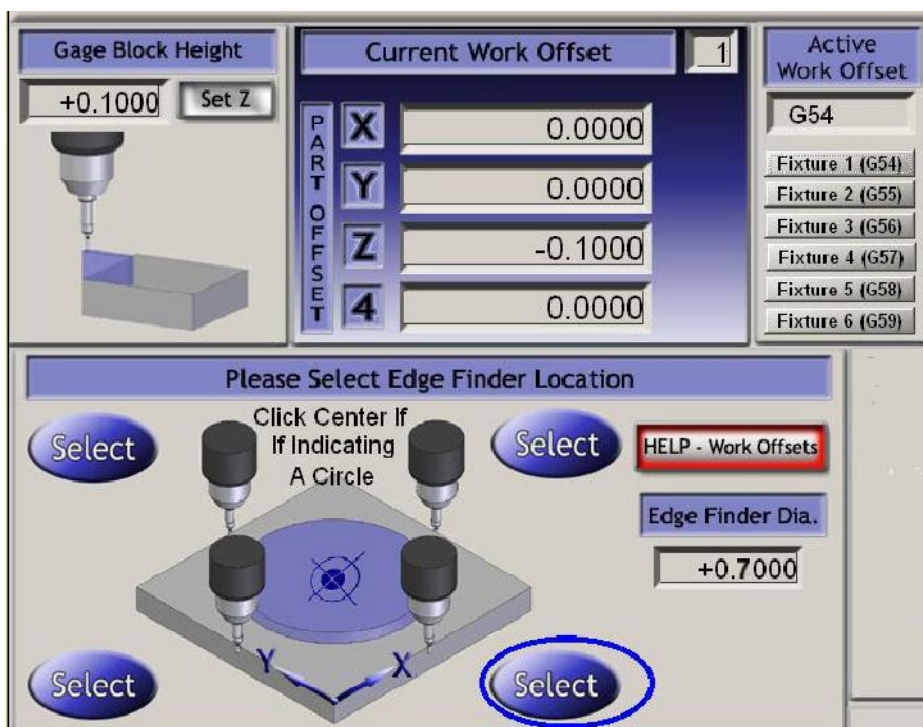 Gage Block Height
+0.1000
Set Z
Current Work Offset
1
PART OFFSET
X
0.0000
Y
0.0000
Z
-0.1000
4
0.0000
Active
Work Offset
G54
Fixture 1 (G54)
Fixture 2 (G55)
Fixture 3 (G56)
Fixture 4 (G57)
Fixture 5 (G58)
Fixture 6 (G59)
Please Select Edge Finder Location
Select
Click Center If
If Indicating
A Circle
Select
HELP - Work Offsets
Edge Finder Dia.
+0.7000
Select
Y
X
Select